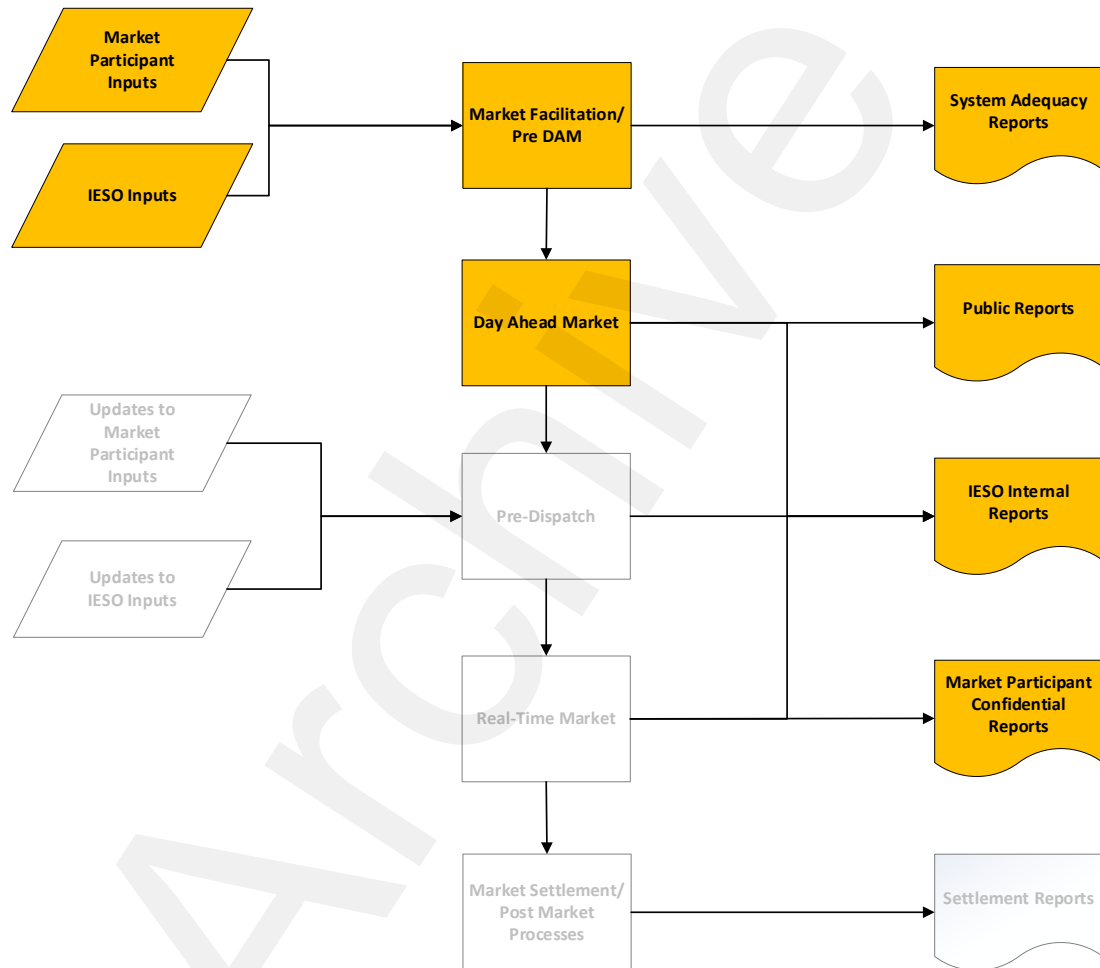 Market
Participant
Inputs
Market Facilitation/
Pre DAM
System Adequacy
Reports
IESO Inputs
Day Ahead Market
Public Reports
Updates to
Market
Participant
Inputs
Pre-Dispatch
IESO Internal
Reports
Updates to
IESO Inputs
Real-Time Market
Market Participant
Confidential
Reports
Market Settlement/
Post Market
Processes
Settlement Reports
Archive